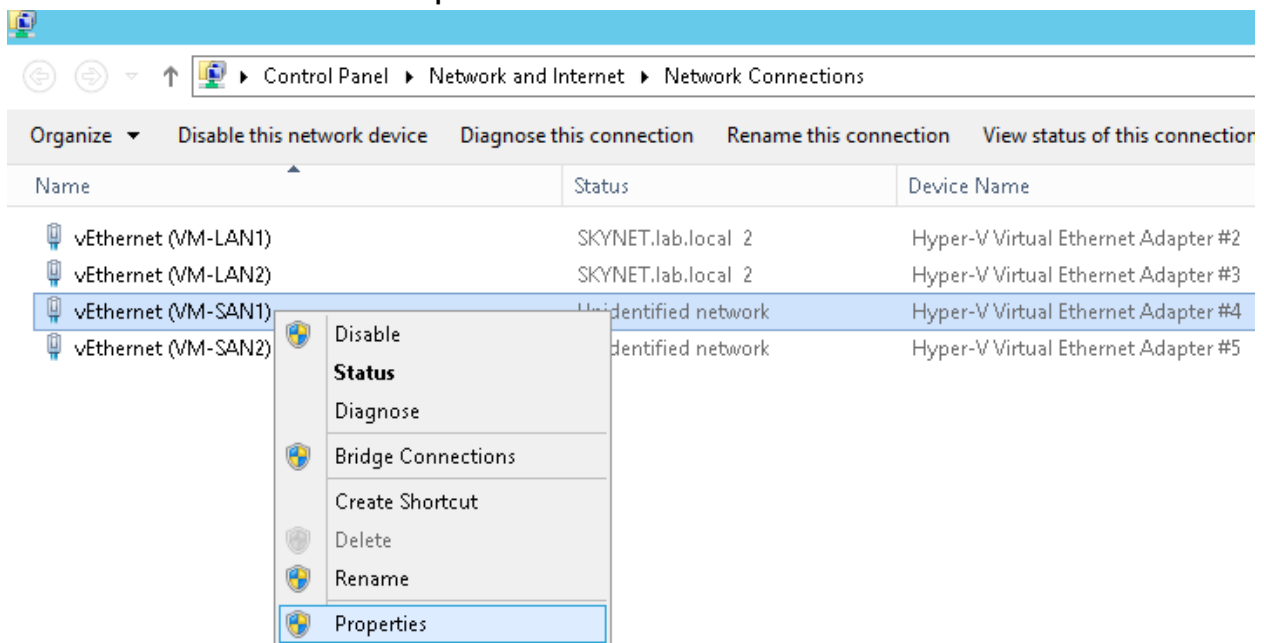 Control Panel Network and Internet Network Connections
Organize Disable this network device Diagnose this connection Rename this connection View status of this connection
Name Status Device Name
vEthernet (VM-LAN1) SKYNET.lab.local 2 Hyper-V Virtual Ethernet Adapter #2
vEthernet (VM-LAN2) SKYNET.lab.local 2 Hyper-V Virtual Ethernet Adapter #3
vEthernet (VM-SAN1) Unidentified network Hyper-V Virtual Ethernet Adapter #4
vEthernet (VM-SAN2) dentified network Hyper-V Virtual Ethernet Adapter #5
Disable
Status
Diagnose
Bridge Connections
Create Shortcut
Delete
Rename
Properties